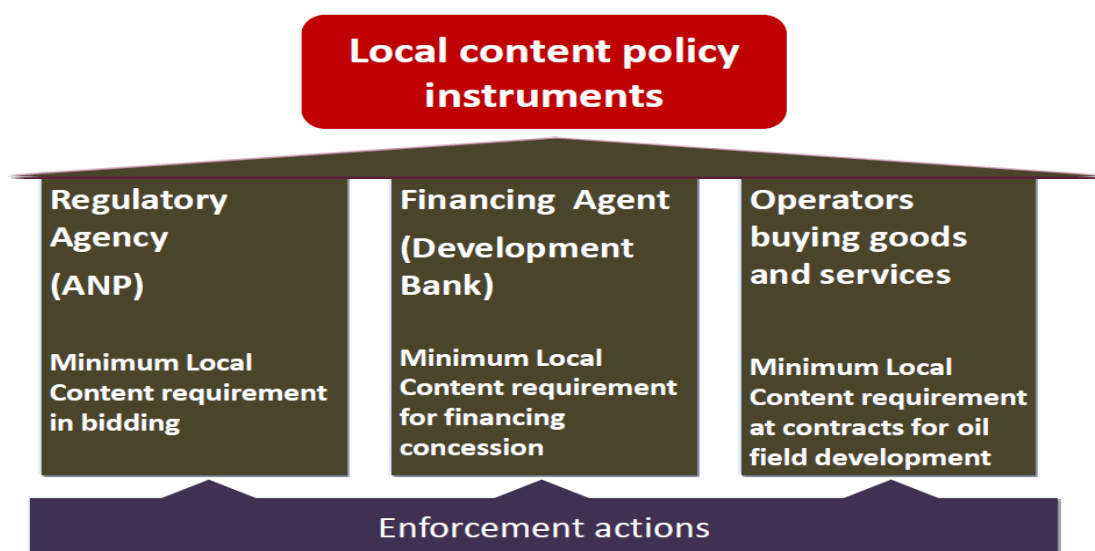 Local content policy
instruments
Regulatory
Agency
(ANP)
Minimum Local
Content requirement
in bidding
Financing Agent
(Development
Bank)
Minimum Local
Content requirement
for financing
concession
Operators
buying goods
and services
Minimum Local
Content requirement
at contracts for oil
field development
Enforcement actions